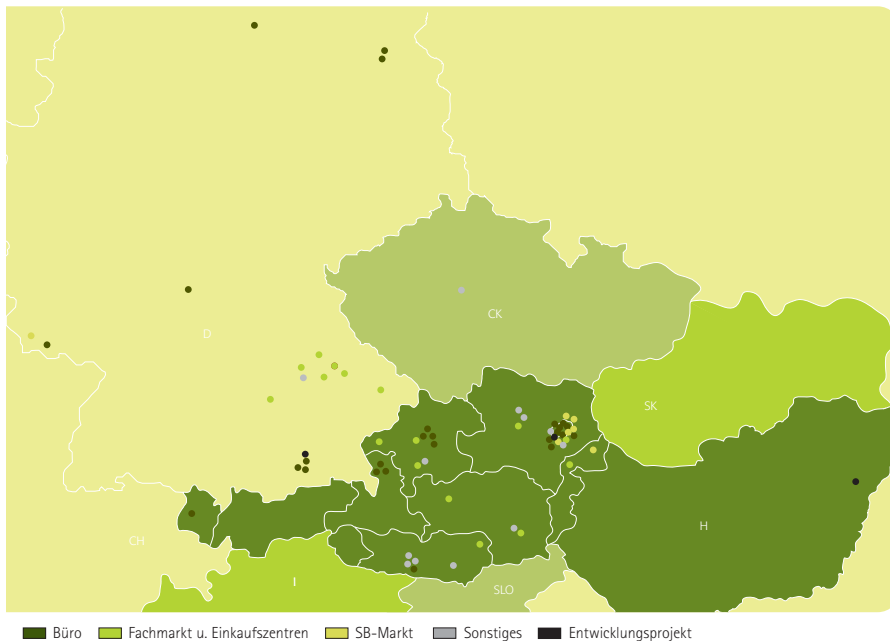 D
CK
SK
H
CH
I
SLO
Büro Fachmarkt u. Einkaufszentren SB-Markt Sonstiges Entwicklungsprojekt